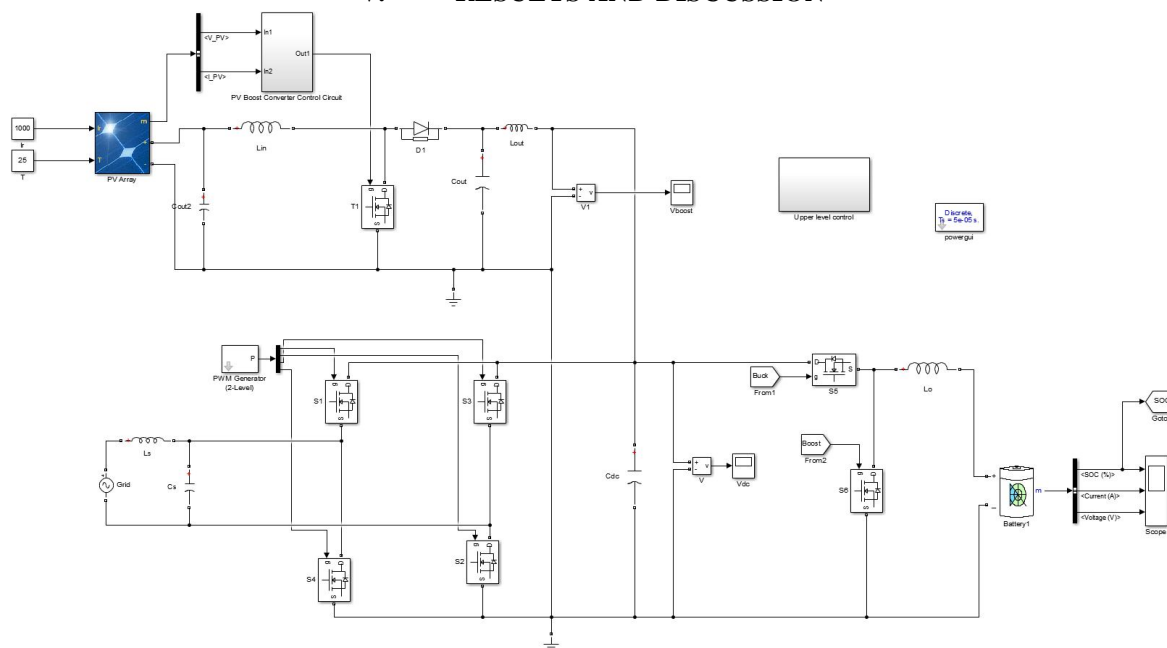 V. RESULTS AND DISCUSSION
<V_PV>
<I_PV>
In1
In2
Out1
PV Boost Converter Control Circuit
1000
Ir
25
T
Ir
T
m
+
-
PV Array
Cout2
Lin
g
D
S
T1
D1
Cout
Lout
+
-
v
V1
Vboost
Upper level control
Discrete,
Ts = 5e-05 s.
powergui
P
PWM Generator
(2-Level)
g
D
S
S1
g
D
S
S3
Ls
Cs
Grid
g
D
S
S4
g
D
S
S2
Cdc
+
-
v
V
Vdc
Buck
From1
D
g
S
S5
Boost
From2
g
D
S
S6
Lo
+
_
m
Battery1
<SOC (%)>
<Current (A)>
<Voltage (V)>
SOC
Goto
Scope